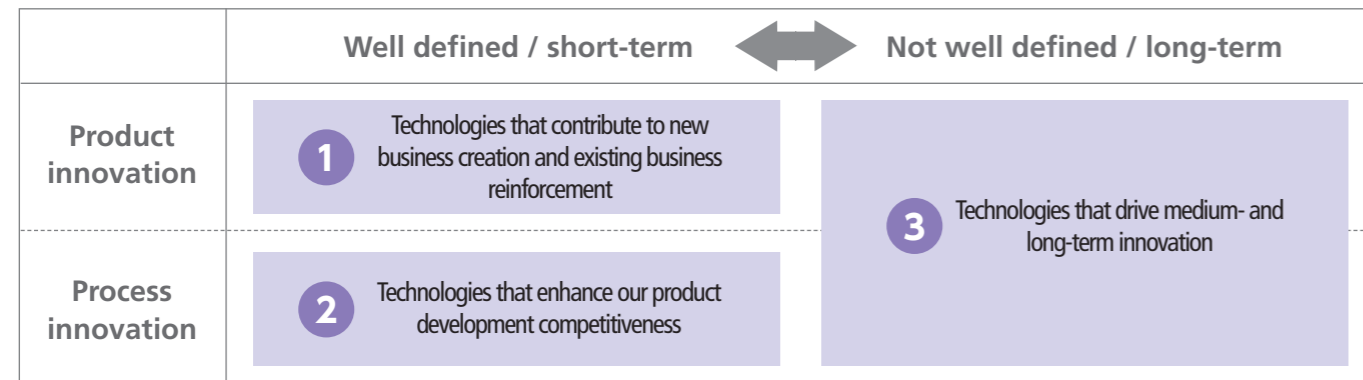 Well defined / short-term
Not well defined / long-term
Product
innovation
1
Technologies that contribute to new
business creation and existing business
reinforcement
3
Technologies that drive medium- and
long-term innovation
Process
innovation
2
Technologies that enhance our product
development competitiveness